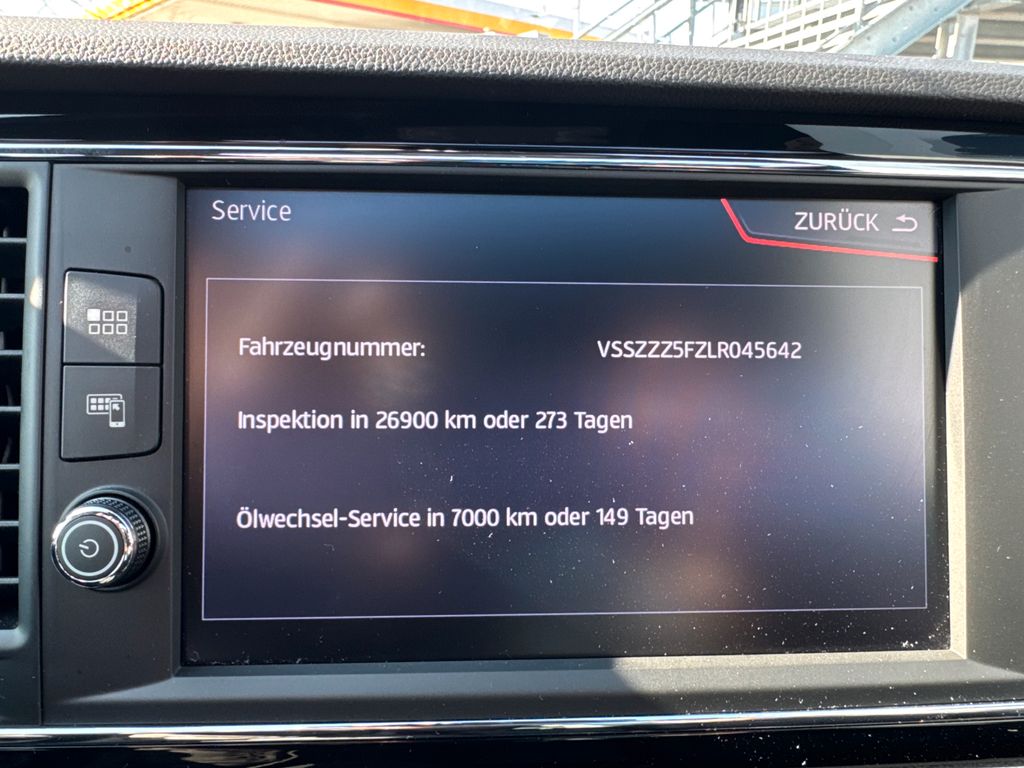 Service
ZURÜCK
Fahrzeugnummer: VSSZZZ5FZLR045642
Inspektion in 26900 km oder 273 Tagen
Ölwechsel-Service in 7000 km oder 149 Tagen